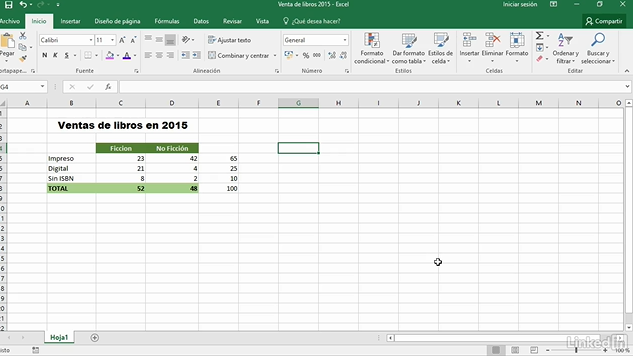 Venta de libros 2015 - Excel
Iniciar sesión
Archivo Inicio Insertar Diseño de página Fórmulas Datos Revisar Vista ¿Qué desea hacer? Compartir
Pegar
Calibri 11
Ajustar texto
General
Formato condicional
Dar formato como tabla
Estilos de celda
Insertar Eliminar Formato
Ordenar y filtrar
Buscar y seleccionar
N K S
Combinar y centrar
% 000
Portapape...
Fuente
Alineación
Número
Estilos
Celdas
Modificar
G4 fx
A B C D E F G H I J K L M N O
Ventas de libros en 2015
Ficcion No Ficción
Impreso 23 42 65
Digital 21 4 25
Sin ISBN 8 2 10
TOTAL 52 48 100
Hoja1
Linked in
100 %